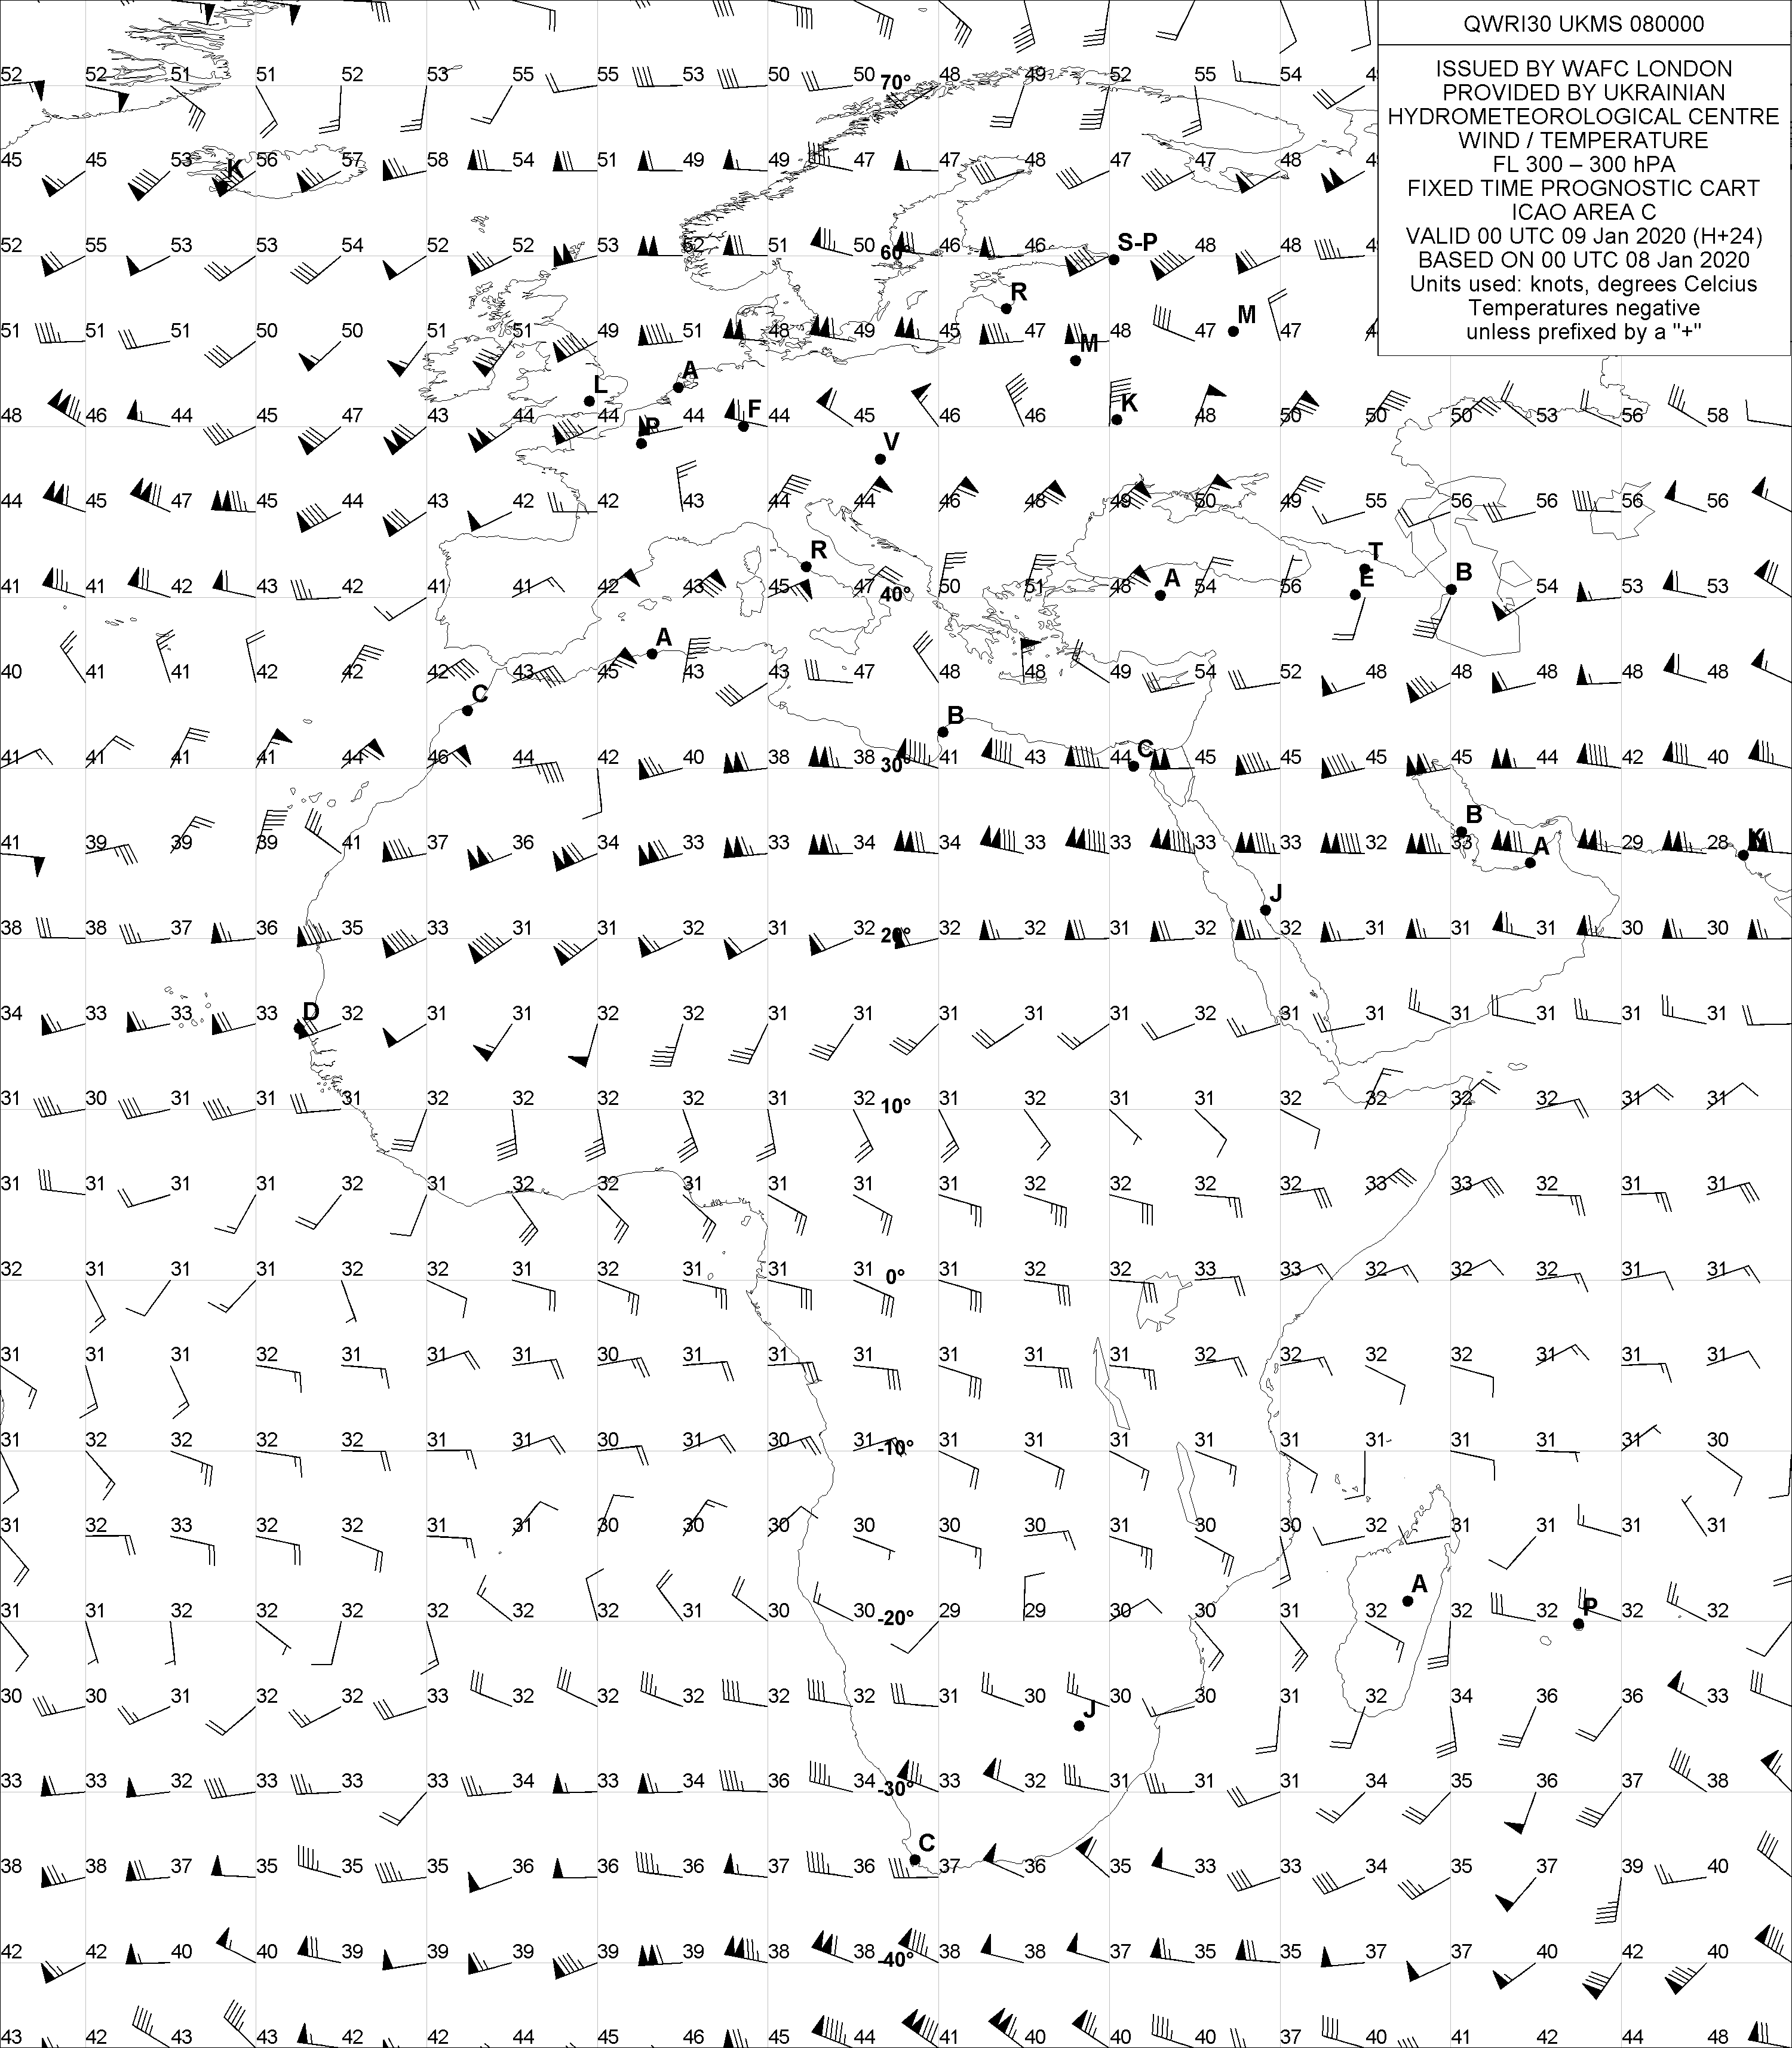 QWRI30 UKMS 080000
ISSUED BY WAFC LONDON
PROVIDED BY UKRAINIAN
HYDROMETEOROLOGICAL CENTRE
WIND / TEMPERATURE
FL 300 – 300 hPA
FIXED TIME PROGNOSTIC CART
ICAO AREA C
VALID 00 UTC 09 Jan 2020 (H+24)
BASED ON 00 UTC 08 Jan 2020
Units used: knots, degrees Celcius
Temperatures negative
unless prefixed by a "+"
52 52 51 51 52 53 55 55 53 50 50 70° 48 49 52 55 54
45 45 53 K 56 57 58 54 51 49 49 47 47 48 47 47 48
52 55 53 53 54 52 52 53 52 51 50 60° 46 46 S-P 48 48
R
51 51 51 50 50 51 51 49 51 48 49 45 47 48 47 M 47
M
L A
48 46 44 45 47 43 44 44 P 44 F 44 45 46 46 K 48 50 50 50 53 56 58
V
44 45 47 45 44 43 42 42 43 44 44 46 48 49 50 49 55 56 56 56 56
R T
41 41 42 43 42 41 41 42 43 45 47 40° 50 51 48 A 54 56 E B 54 53 53
40 41 41 42 42 42 43 45 A 43 43 47 48 48 49 54 52 48 48 48 48 48
C
B
41 41 41 41 44 46 44 42 40 38 38 30° 41 43 44 C 45 45 45 45 44 42 40
B
41 39 39 39 41 37 36 34 33 33 34 34 33 33 33 33 32 33 A 29 28 K
J
38 38 37 36 35 33 31 31 32 31 32 20° 32 32 31 32 32 31 31 31 30 30
34 33 33 33 D 32 31 31 32 32 31 31 31 31 31 32 31 31 31 31 31 31
31 30 31 31 31 32 32 32 32 31 32 10° 31 32 31 31 32 32 32 32 31 31
31 31 31 31 32 31 32 32 31 31 31 31 32 32 32 32 33 33 32 31 31
32 31 31 31 32 32 31 32 31 31 31 0° 31 32 32 33 33 32 32 32 31 31
31 31 31 32 31 31 31 30 31 31 31 31 31 31 32 32 32 32 31 31 31
31 32 32 32 32 31 31 30 31 30 31 -10° 31 31 31 31 31 31 31 31 31 30
31 32 33 32 32 31 31 30 30 30 30 30 30 31 30 30 32 31 31 31 31
A
31 31 32 32 32 32 32 32 31 30 30 -20° 29 29 30 30 31 32 32 32 P 32 32
30 30 31 32 32 33 32 32 32 32 32 31 30 30 30 31 32 34 36 36 33
J
33 33 32 33 33 33 34 33 34 36 34 -30° 33 32 31 31 31 34 35 36 37 38
C
38 38 37 35 35 35 36 36 36 37 36 37 36 35 33 33 34 35 37 39 40
42 42 40 40 39 39 39 39 39 38 38 -40° 38 38 37 35 35 37 37 40 42 40
43 42 43 43 42 42 44 45 46 45 44 41 40 40 40 37 40 41 42 44 48